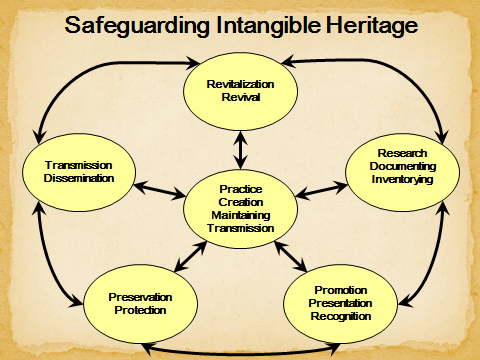 Safeguarding Intangible Heritage
Revitalization
Revival
Transmission
Dissemination
Research
Documenting
Inventorying
Practice
Creation
Maintaining
Transmission
Preservation
Protection
Promotion
Presentation
Recognition